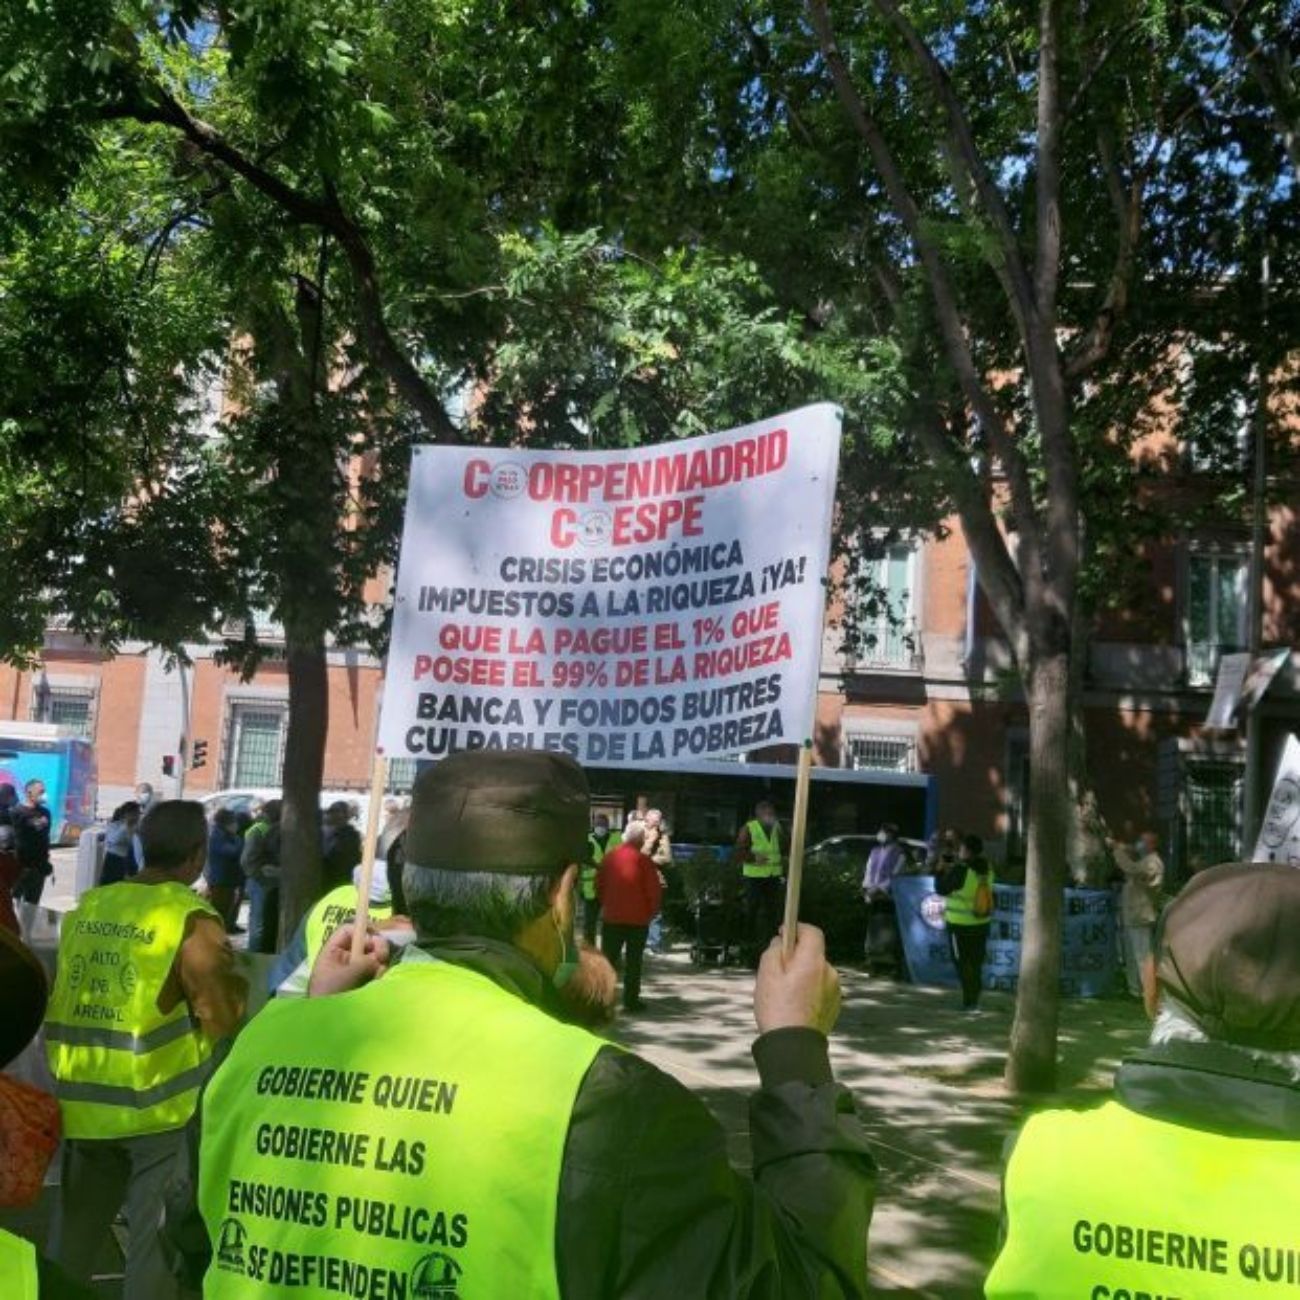 COORPENMADRID
COESPE
CRISIS ECONÓMICA
IMPUESTOS A LA RIQUEZA ¡YA!
QUE LA PAGUE EL 1% QUE
POSEE EL 99% DE LA RIQUEZA
BANCA Y FONDOS BUITRES
CULPABLES DE LA POBREZA
PENSIONISTAS
ALTO
DEL
ARENAL
GOBIERNE QUIEN
GOBIERNE LAS
ENSIONES PUBLICAS
SE DEFIENDEN
GOBIERNE QUI